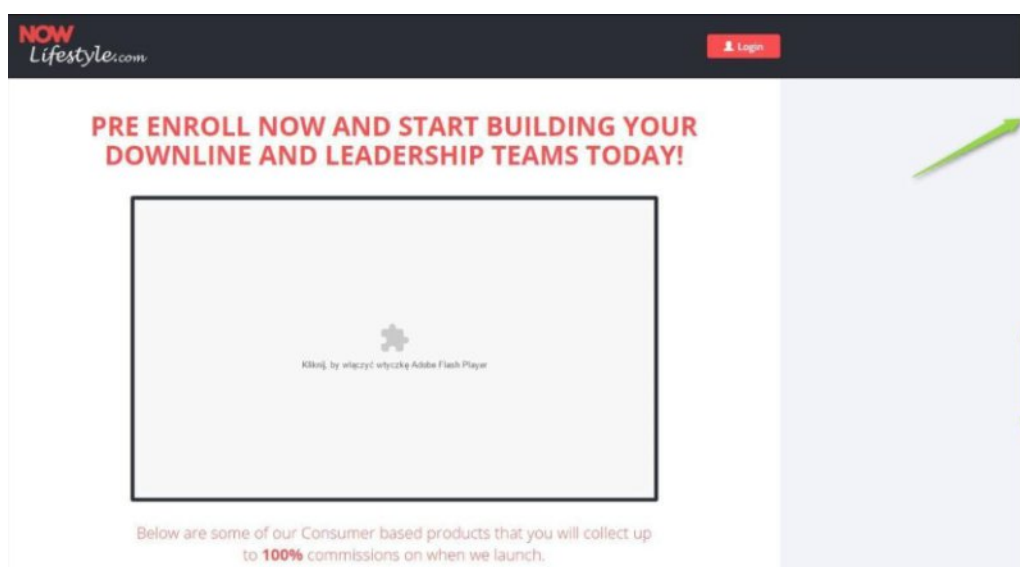 NOW
Lifestyle.com
Login
PRE ENROLL NOW AND START BUILDING YOUR
DOWNLINE AND LEADERSHIP TEAMS TODAY!
Kliknij, by włączyć wtyczkę Adobe Flash Player
Below are some of our Consumer based products that you will collect up
to 100% commissions on when we launch.